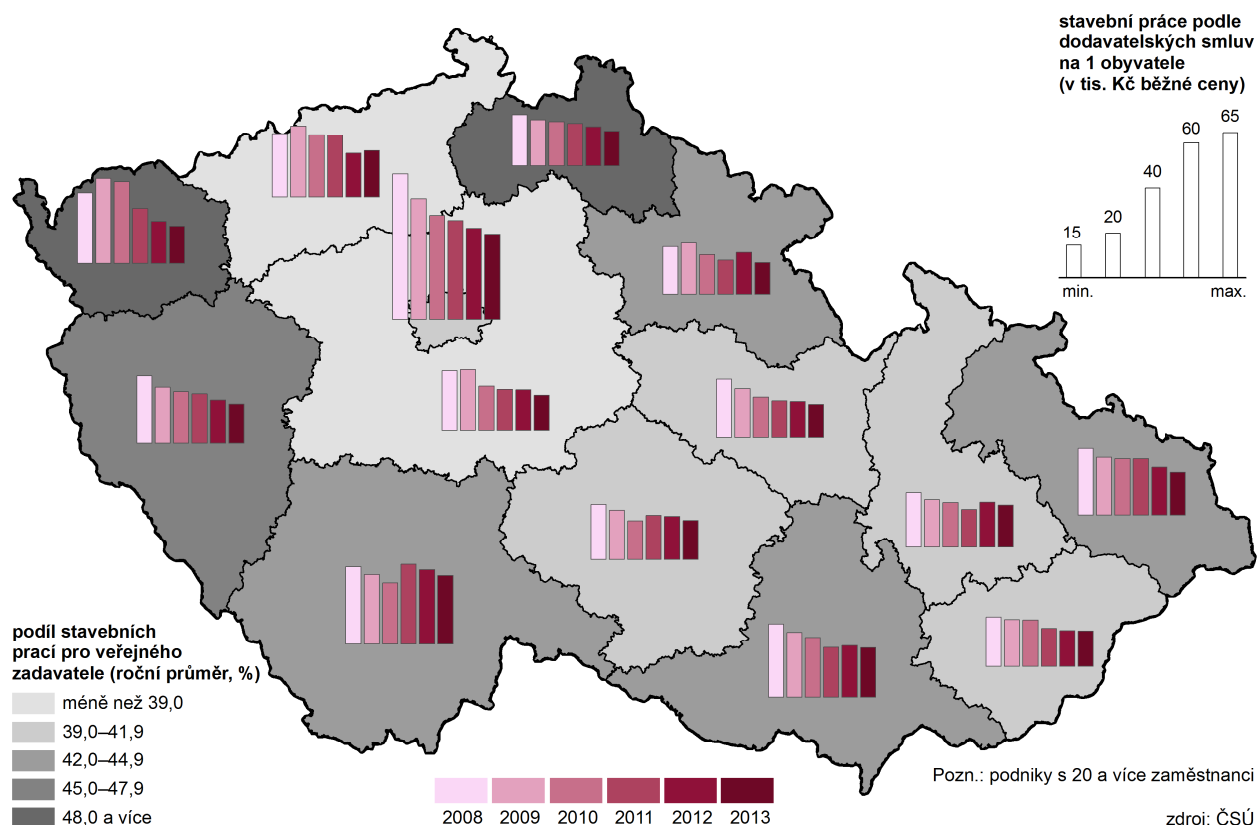 stavební práce podle
dodavatelských smluv
na 1 obyvatele
(v tis. Kč běžné ceny)
15
20
40
60
65
min.
max.
podíl stavebních
prací pro veřejného
zadavatele (roční průměr, %)
méně než 39,0
39,0–41,9
42,0–44,9
45,0–47,9
48,0 a více
2008
2009
2010
2011
2012
2013
Pozn.: podniky s 20 a více zaměstnanci
zdroj: ČSÚ